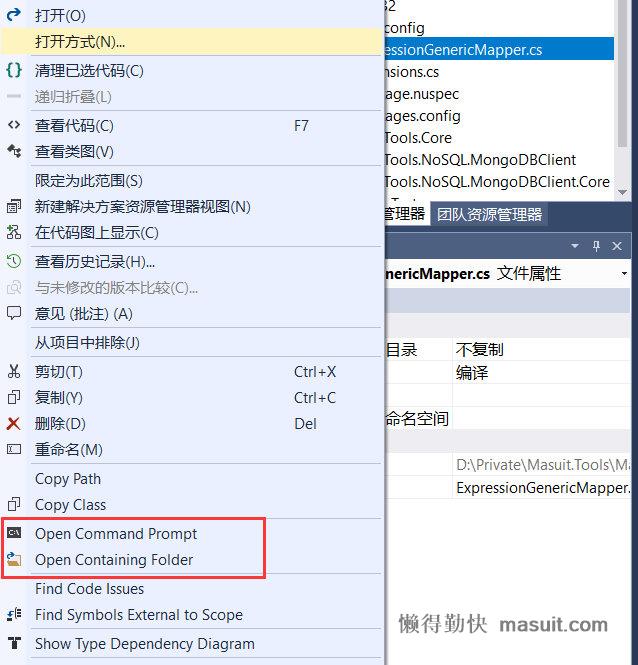 打开(O)
打开方式(N)...
清理已选代码(C)
递归折叠(L)
查看代码(C) F7
查看类图(V)
限定为此范围(S)
新建解决方案资源管理器视图(N)
在代码图上显示(C)
查看历史记录(H)...
与未修改的版本比较(C)...
意见 (批注) (A)
从项目中排除(J)
剪切(T) Ctrl+X
复制(Y) Ctrl+C
删除(D) Del
重命名(M)
Copy Path
Copy Class
Open Command Prompt
Open Containing Folder
Find Code Issues
Find Symbols External to Scope
Show Type Dependency Diagram
32
config
essionGenericMapper.cs
nsions.cs
age.nuspec
ages.config
Tools.Core
Tools.NoSQL.MongoDBClient
Tools.NoSQL.MongoDBClient.Core
管理器 团队资源管理器
nericMapper.cs 文件属性
目录 不复制
编译
命名空间
D:\Private\Masuit.Tools\Ma
ExpressionGenericMapper.
懒得勤快 masuit.com